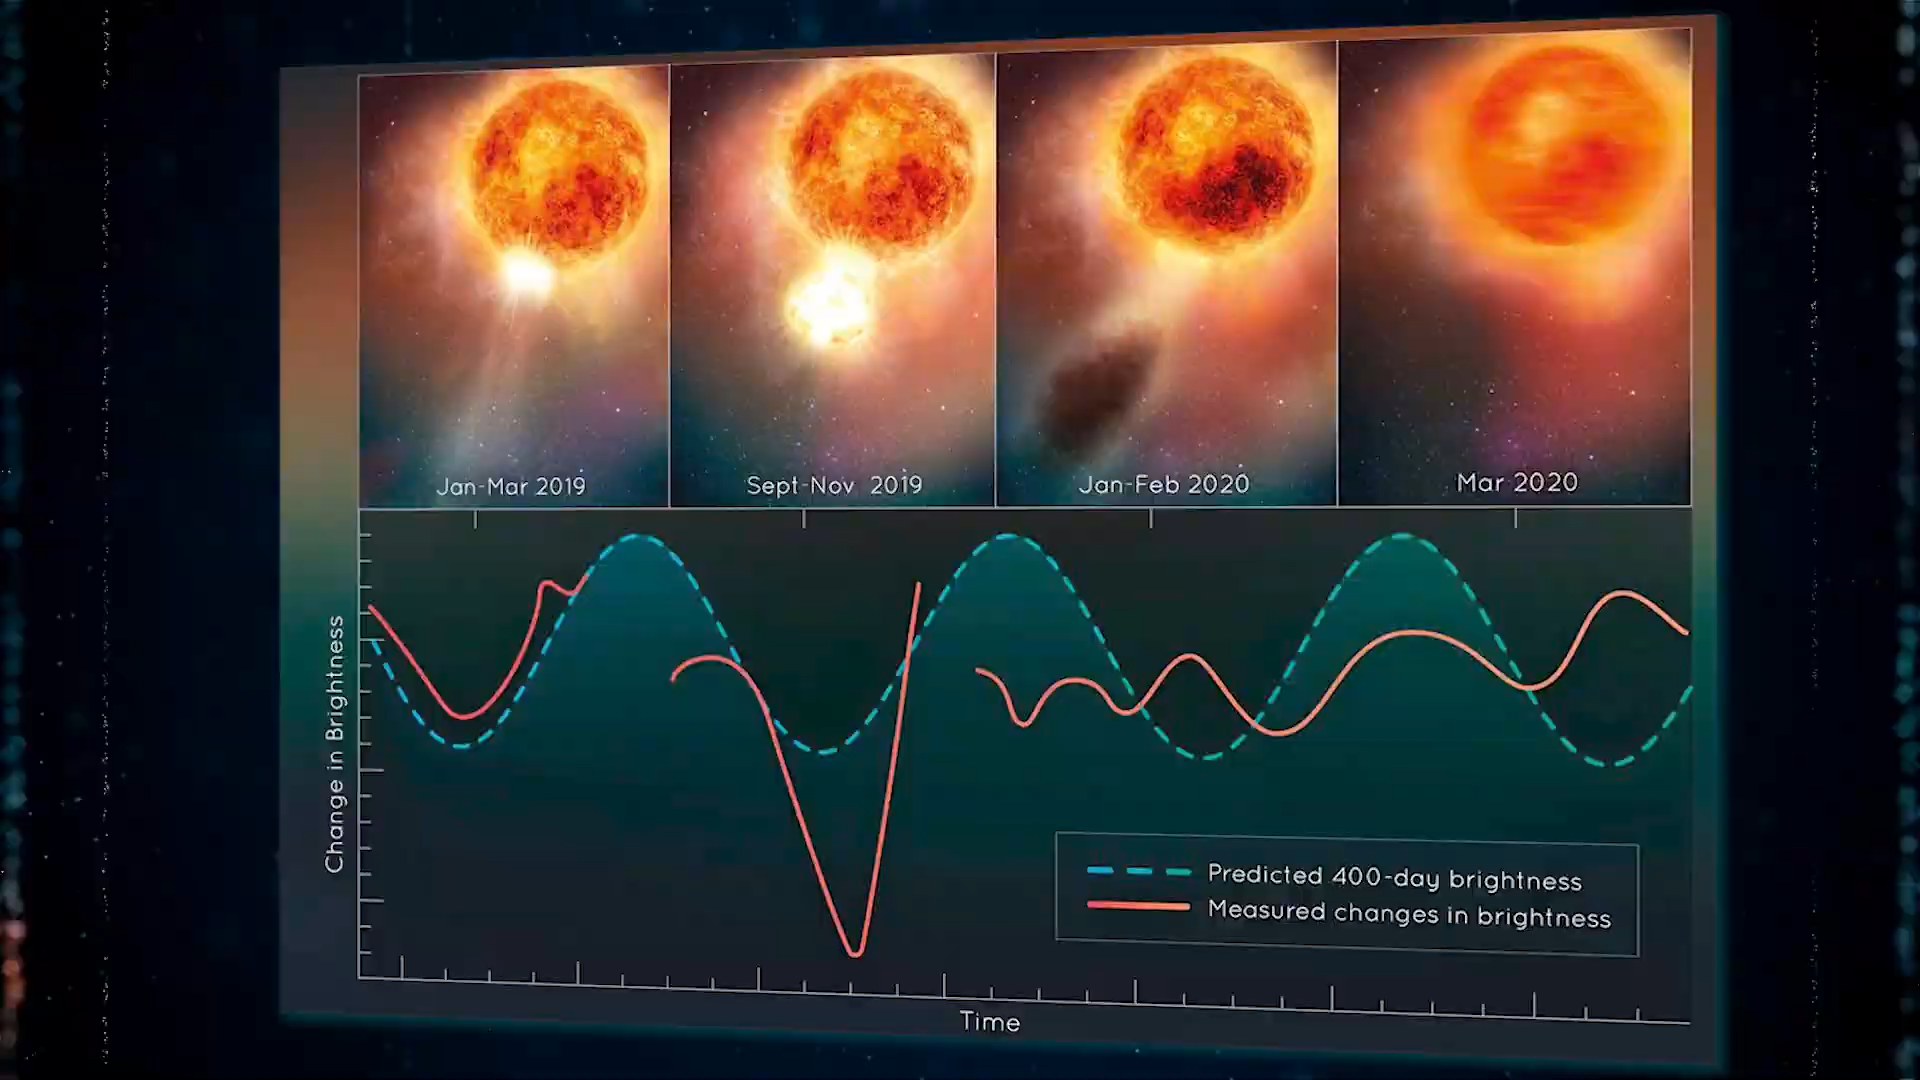 Jan-Mar 2019
Sept-Nov 2019
Jan-Feb 2020
Mar 2020
Change in Brightness
Predicted 400-day brightness
Measured changes in brightness
Time